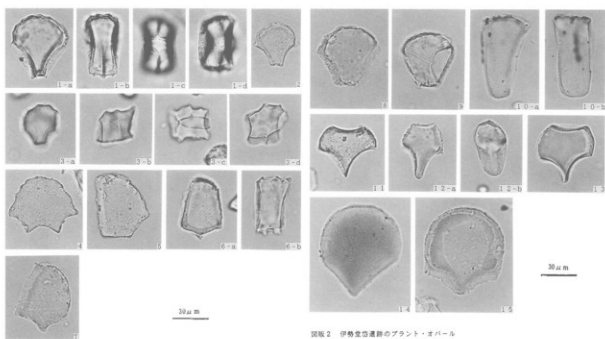 1-a
1-b
1-c
1-d
2
3-a
3-b
3-c
3-d
4
5
6-a
6-b
7
30μm
8
9
10-a
10-b
11
12-a
12-b
13
14
15
30μm
図版2 伊勢堂岱遺跡のプラント・オパール